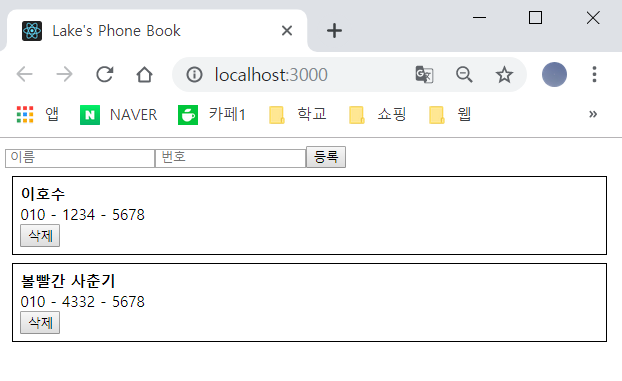 Lake's Phone Book
localhost:3000
앱 NAVER 카페1 학교 쇼핑 웹 »
이름 번호 등록
이호수
010 - 1234 - 5678
삭제
볼빨간 사춘기
010 - 4332 - 5678
삭제